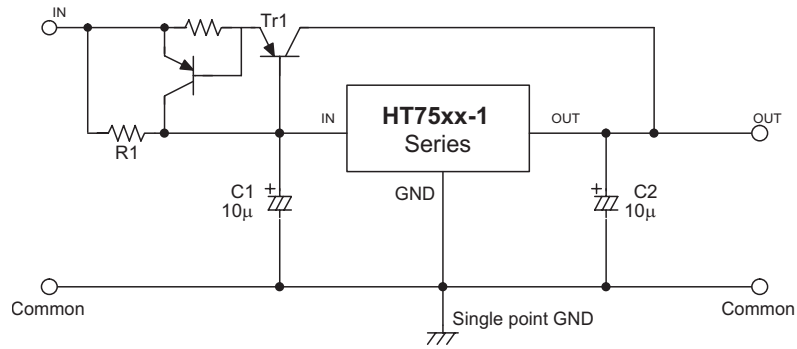 IN
Tr1
IN
HT75xx-1
Series
OUT
OUT
R1
GND
C1
10μ
C2
10μ
Common
Single point GND
Common